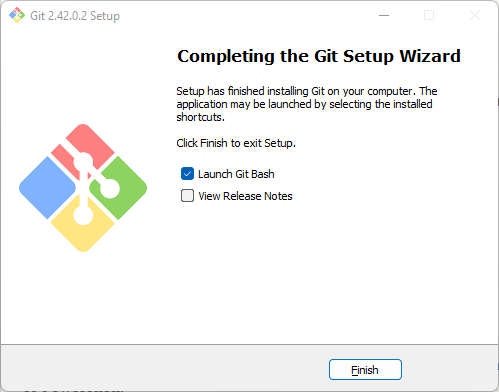 Git 2.42.0.2 Setup
Completing the Git Setup Wizard
Setup has finished installing Git on your computer. The
application may be launched by selecting the installed
shortcuts.
Click Finish to exit Setup.
Launch Git Bash
View Release Notes
Finish